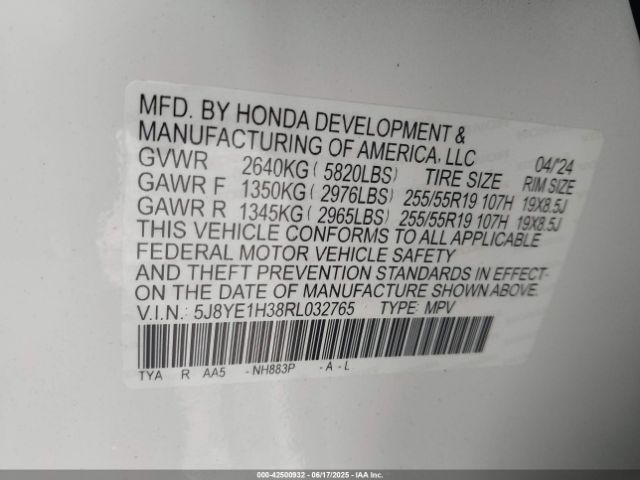 MFD. BY HONDA DEVELOPMENT &
MANUFACTURING OF AMERICA, LLC 04/'24
GVWR 2640KG ( 5820LBS) TIRE SIZE RIM SIZE
GAWR F 1350KG ( 2976LBS) 255/55R19 107H 19X8.5J
GAWR R 1345KG ( 2965LBS) 255/55R19 107H 19X8.5J
THIS VEHICLE CONFORMS TO ALL APPLICABLE
FEDERAL MOTOR VEHICLE SAFETY
AND THEFT PREVENTION STANDARDS IN EFFECT
ON THE DATE OF MANUFACTURE SHOWN ABOVE.
V.I.N.: 5J8YE1H38RL032765 TYPE: MPV
TYA R AA5 -NH883P -A-L
000-42500932 - 06/17/2025 - IAA Inc.